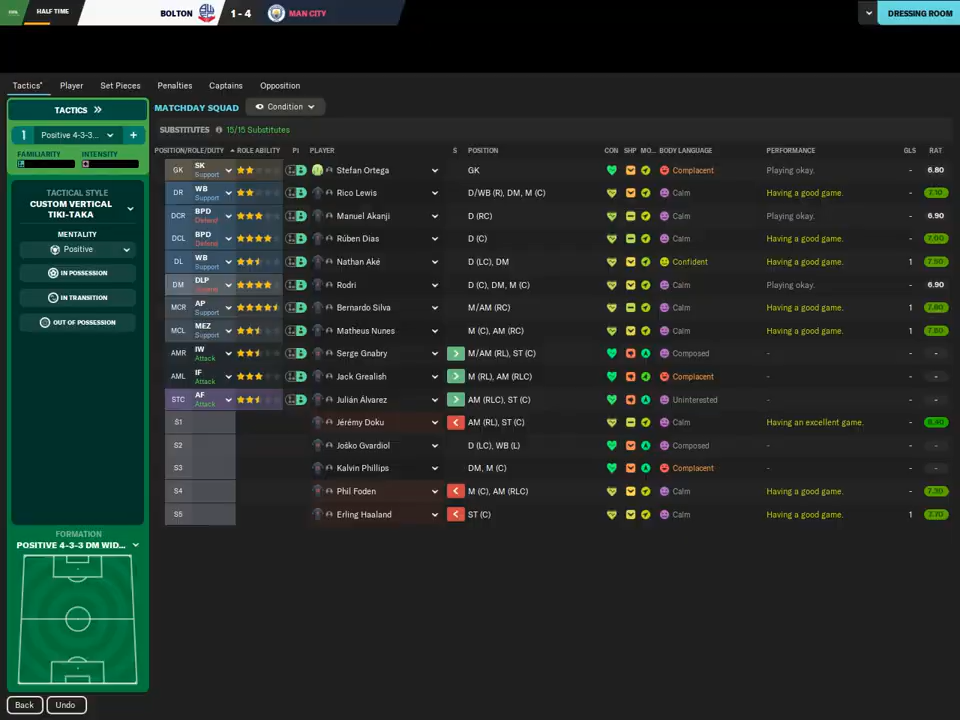 HALF TIME BOLTON 1 - 4 MAN CITY DRESSING ROOM
Tactics* Player Set Pieces Penalties Captains Opposition
TACTICS
MATCHDAY SQUAD Condition
1 Positive 4-3-3...
SUBSTITUTES 15/15 Substitutes
FAMILIARITY INTENSITY
POSITION/ROLE/DUTY ROLE ABILITY PI PLAYER S POSITION CON SHP MO... BODY LANGUAGE PERFORMANCE GLS RAT
GK SK Support Stefan Ortega GK Complacent Playing okay. - 6.80
DR WB Support Rico Lewis D/WB (R), DM, M (C) Calm Having a good game. - 7.10
DCR BPD Defend Manuel Akanji D (RC) Calm Playing okay. - 6.90
DCL BPD Defend Rúben Dias D (C) Calm Having a good game. - 7.00
DL WB Support Nathan Aké D (LC), DM Confident Having a good game. 1
DM DLP Rodri D (C), DM, M (C) Calm Playing okay. - 6.90
MCR AP Support Bernardo Silva M/AM (RC) Calm Having a good game. 1
MCL MEZ Support Matheus Nunes M (C), AM (RC) Calm Having a good game. 1
AMR IW Attack Serge Gnabry M/AM (RL), ST (C) Composed - - -
AML IF Attack Jack Grealish M (RL), AM (RLC) Complacent - - -
STC AF Attack Julián Álvarez AM (RLC), ST (C) Uninterested - - -
S1 Jérémy Doku AM (RL), ST (C) Calm Having an excellent game. -
S2 Joško Gvardiol D (LC), WB (L) Composed - - -
S3 Kalvin Phillips DM, M (C) Complacent - - -
S4 Phil Foden M (C), AM (RLC) Calm Having a good game. - 7.30
S5 Erling Haaland ST (C) Calm Having a good game. 1 7.70
TACTICAL STYLE
CUSTOM VERTICAL
TIKI-TAKA
MENTALITY
Positive
IN POSSESSION
IN TRANSITION
OUT OF POSSESSION
FORMATION
POSITIVE 4-3-3 DM WID...
Back Undo